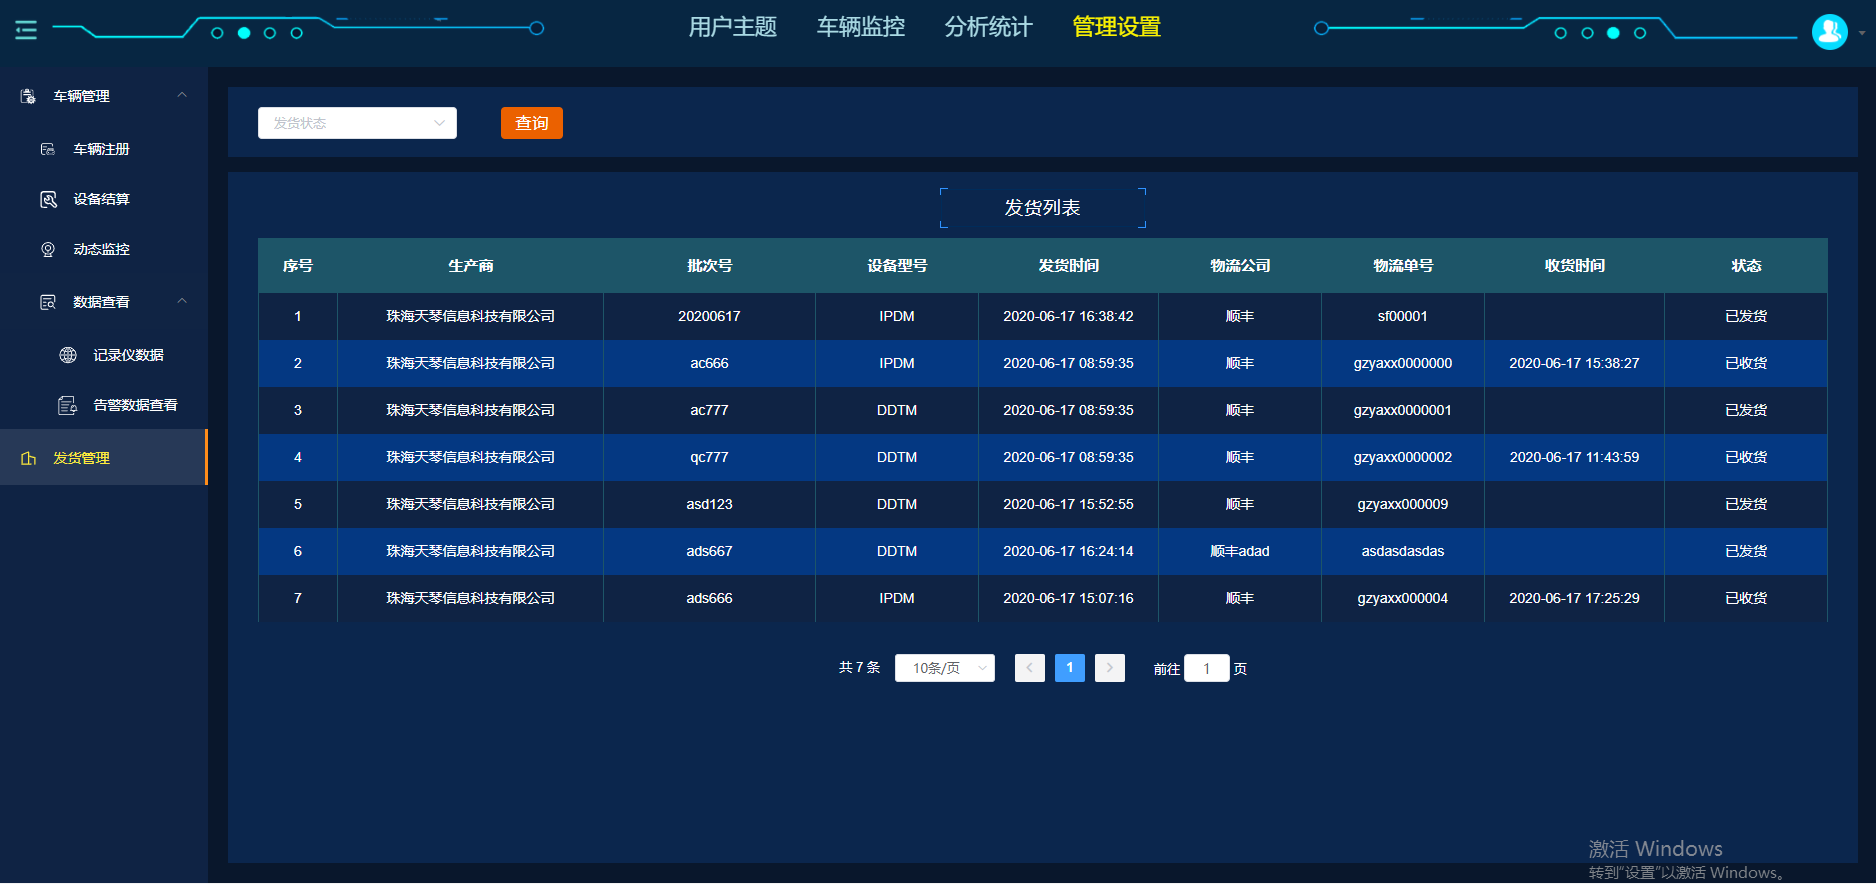 用户主题 车辆监控 分析统计 管理设置
车辆管理
车辆注册
设备结算
动态监控
数据查看
记录仪数据
告警数据查看
发货管理
发货状态 查询
发货列表
序号 生产商 批次号 设备型号 发货时间 物流公司 物流单号 收货时间 状态
1 珠海天琴信息科技有限公司 20200617 IPDM 2020-06-17 16:38:42 顺丰 sf00001 已发货
2 珠海天琴信息科技有限公司 ac666 IPDM 2020-06-17 08:59:35 顺丰 gzyaxx0000000 2020-06-17 15:38:27 已收货
3 珠海天琴信息科技有限公司 ac777 DDTM 2020-06-17 08:59:35 顺丰 gzyaxx0000001 已发货
4 珠海天琴信息科技有限公司 qc777 DDTM 2020-06-17 08:59:35 顺丰 gzyaxx0000002 2020-06-17 11:43:59 已收货
5 珠海天琴信息科技有限公司 asd123 DDTM 2020-06-17 15:52:55 顺丰 gzyaxx000009 已发货
6 珠海天琴信息科技有限公司 ads667 DDTM 2020-06-17 16:24:14 顺丰adad asdasdasdas 已发货
7 珠海天琴信息科技有限公司 ads666 IPDM 2020-06-17 15:07:16 顺丰 gzyaxx000004 2020-06-17 17:25:29 已收货
共 7 条 10条/页 1 前往 1 页
激活 Windows
转到"设置"以激活 Windows。